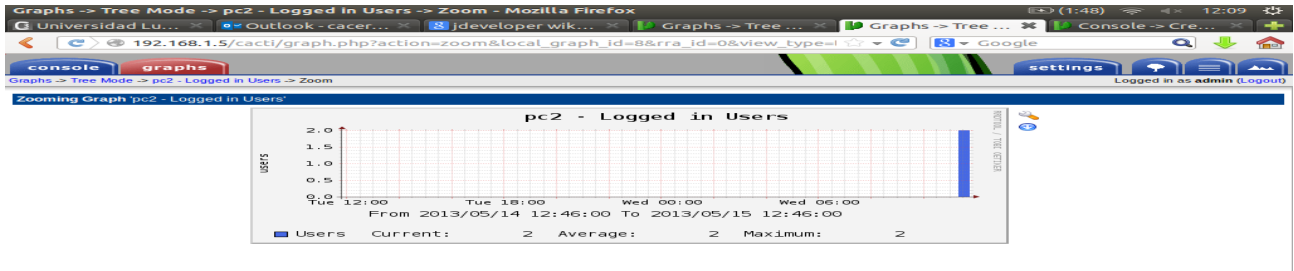 Graphs -> Tree Mode -> pc2 - Logged in Users -> Zoom - Mozilla Firefox (1:48) 12:09
Universidad Lu... Outlook - cacer... jdeveloper wik... Graphs -> Tree ... Graphs -> Tree ... Console -> Cre...
192.168.1.5/cacti/graph.php?action=zoom&local_graph_id=8&rra_id=0&view_type= Google
console graphs settings
Graphs -> Tree Mode -> pc2 - Logged in Users -> Zoom Logged in as admin (Logout)
Zooming Graph 'pc2 - Logged in Users'
pc2 - Logged in Users
RRDTOOL / TOBI OETIKER
users
2.0
1.5
1.0
0.5
0.0
Tue 12:00 Tue 18:00 Wed 00:00 Wed 06:00
From 2013/05/14 12:46:00 To 2013/05/15 12:46:00
Users Current: 2 Average: 2 Maximum: 2